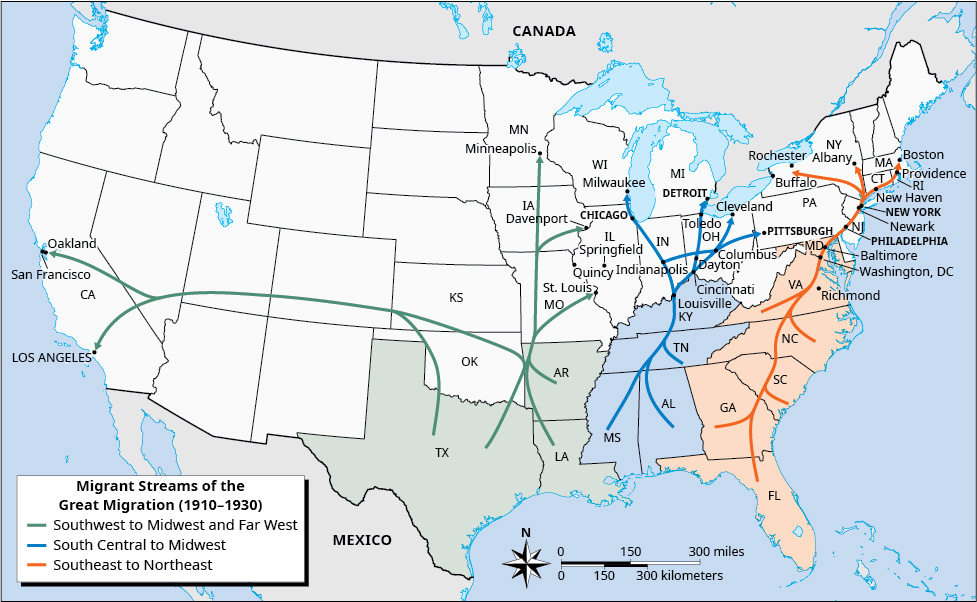 CANADA
MN
Minneapolis
WI
Milwaukee
MI
DETROIT
NY
Rochester
Albany
Buffalo
MA
Boston
Providence
CT
RI
New Haven
NEW YORK
Newark
PA
NJ
PHILADELPHIA
IA
Davenport
CHICAGO
Cleveland
Toledo
OH
PITTSBURGH
IL
Springfield
IN
Columbus
MD
Baltimore
Washington, DC
Oakland
San Francisco
CA
Quincy
Indianapolis
Dayton
Cincinnati
St. Louis
MO
KS
Louisville
KY
VA
Richmond
LOS ANGELES
OK
AR
TN
NC
SC
TX
LA
MS
AL
GA
FL
MEXICO
Migrant Streams of the
Great Migration (1910–1930)
Southwest to Midwest and Far West
South Central to Midwest
Southeast to Northeast
N
0 150 300 miles
0 150 300 kilometers